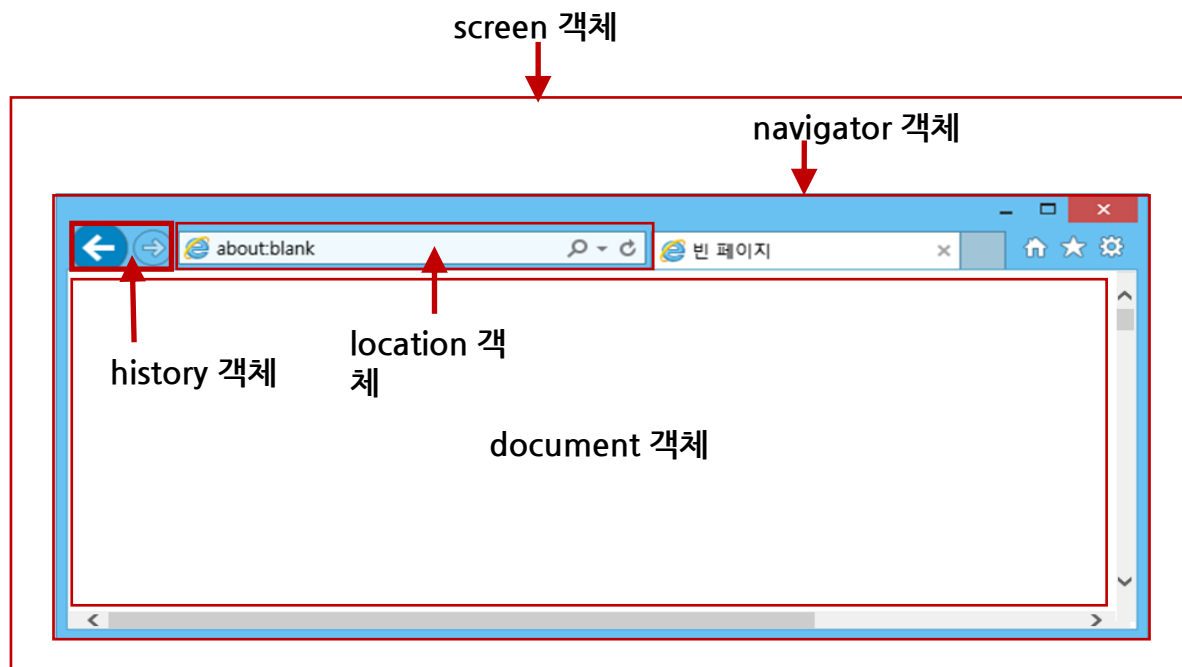 screen 객체
navigator 객체
about:blank
빈 페이지
history 객체
location 객
체
document 객체